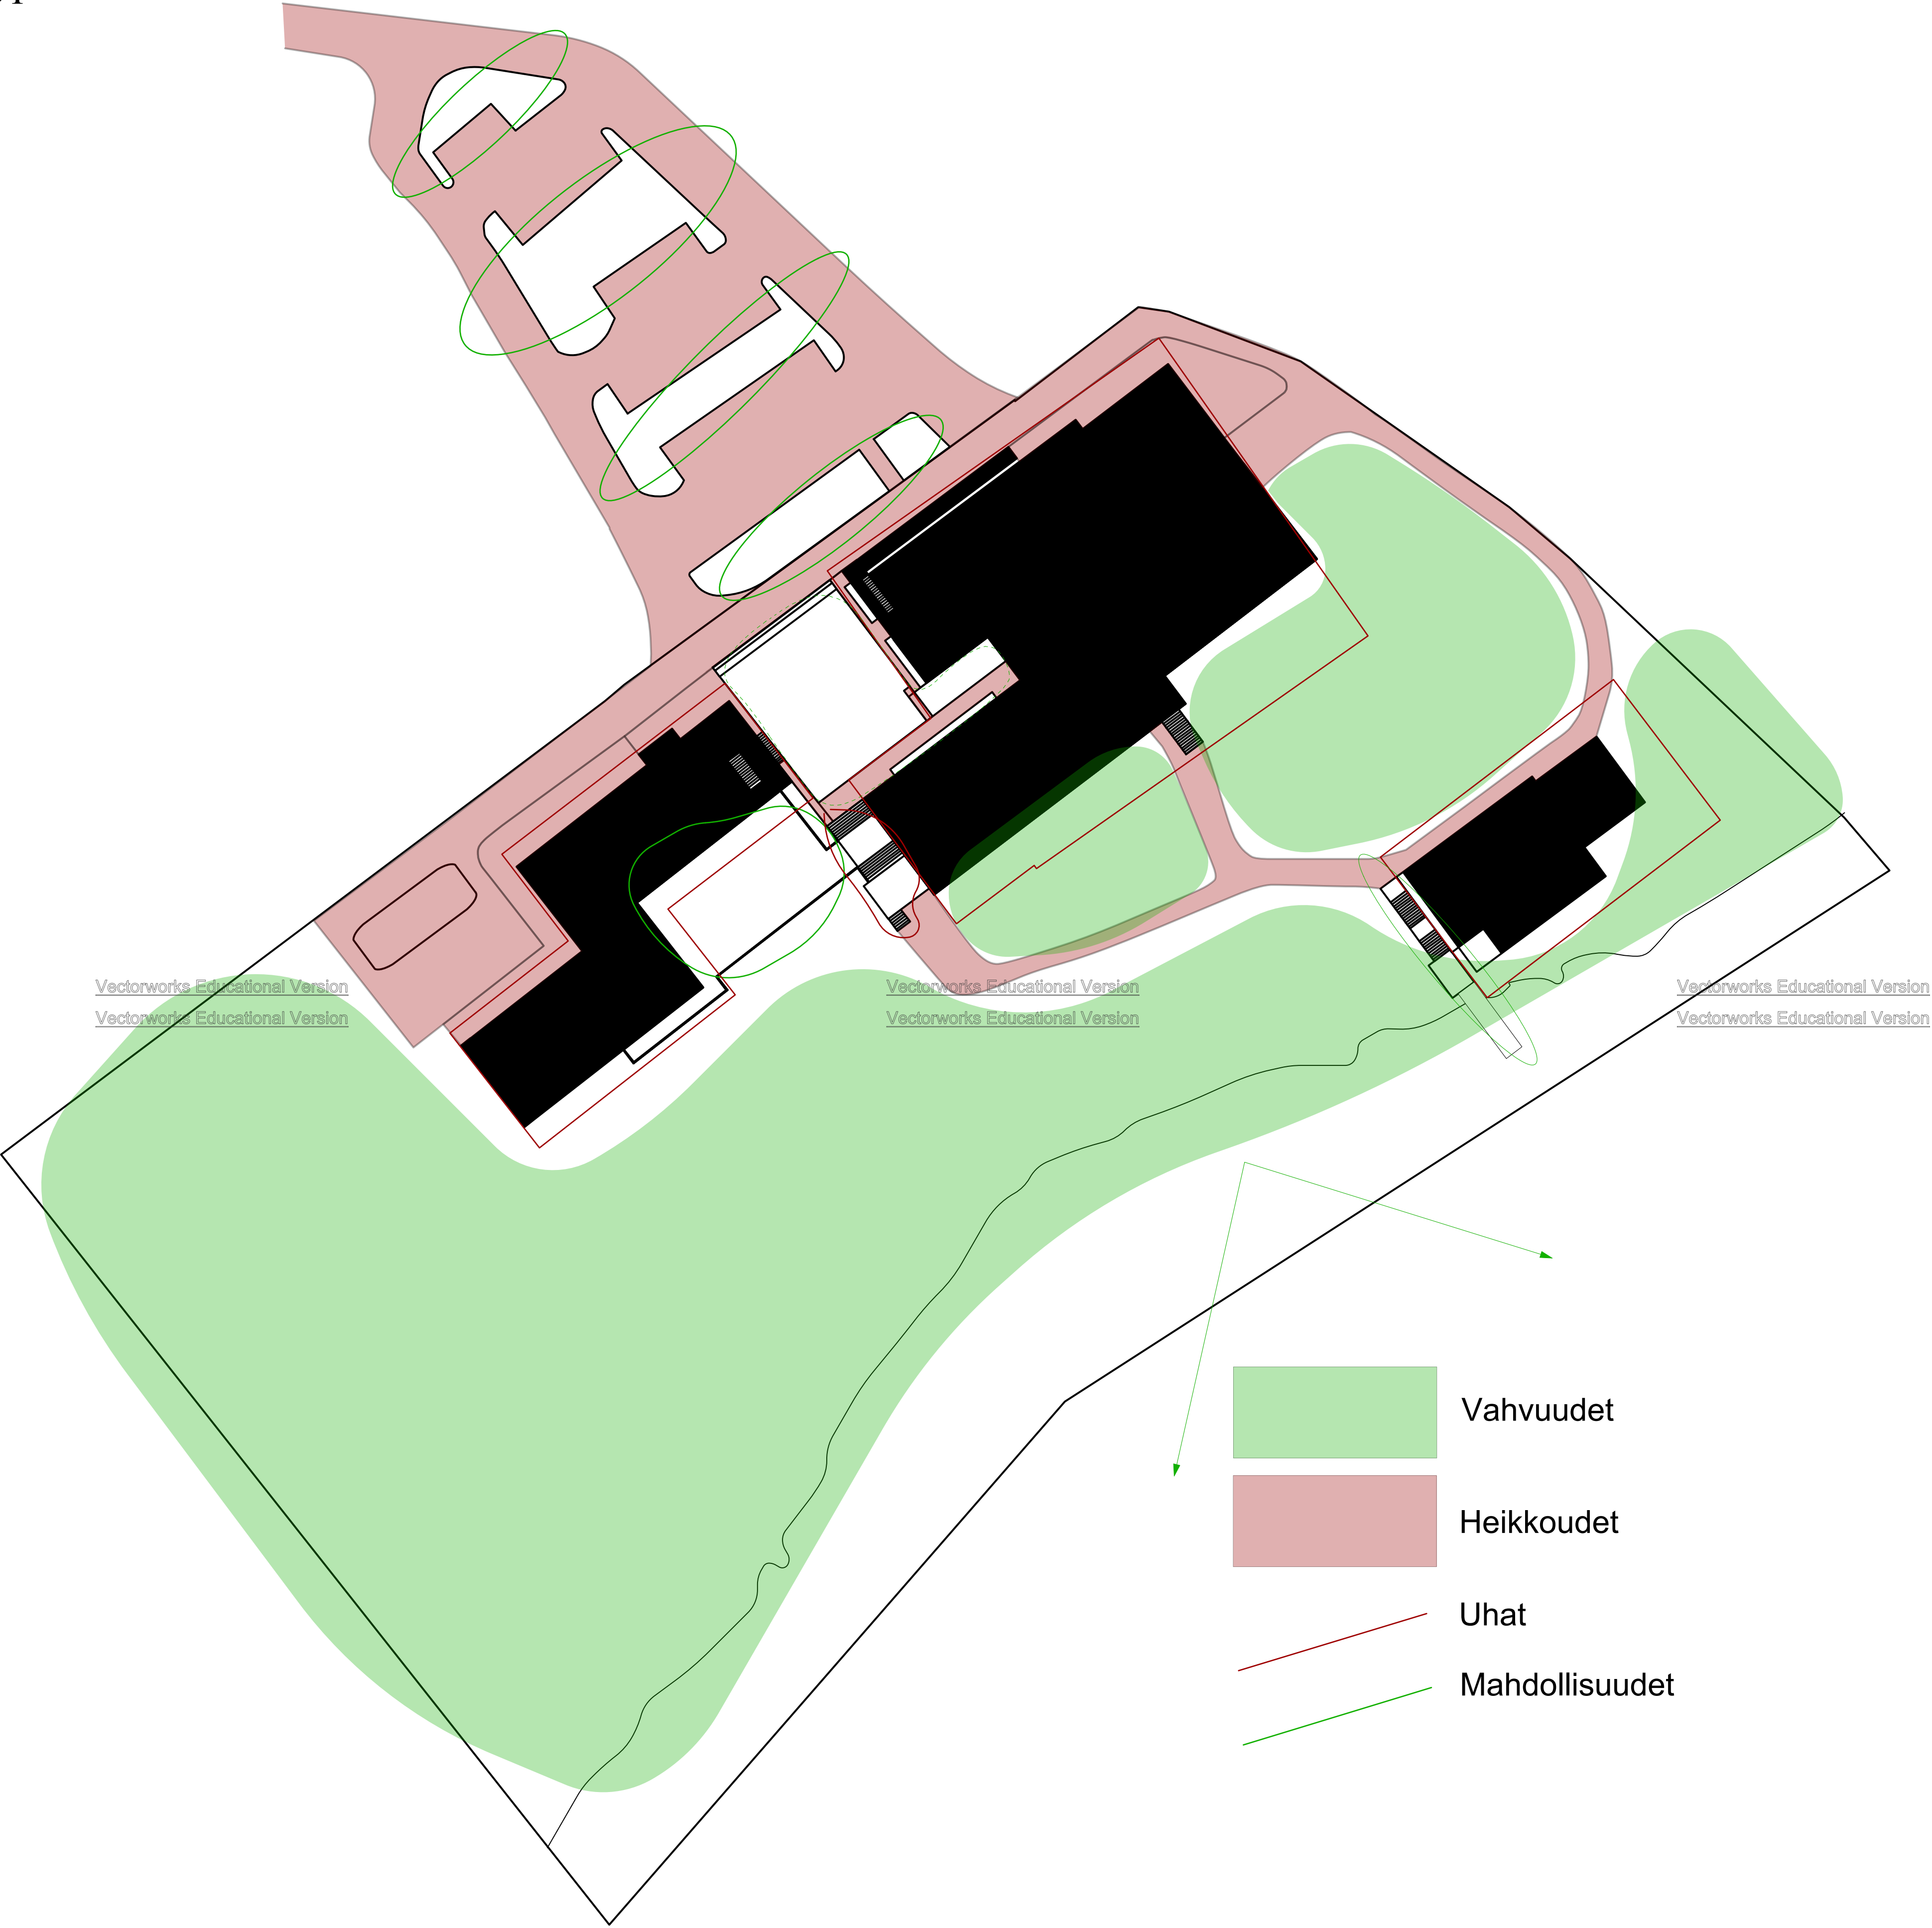 Vectorworks Educational Version Vectorworks Educational Version Vectorworks Educational Version
Vectorworks Educational Version Vectorworks Educational Version Vectorworks Educational Version
Vahvuudet
Heikkoudet
Uhat
Mahdollisuudet